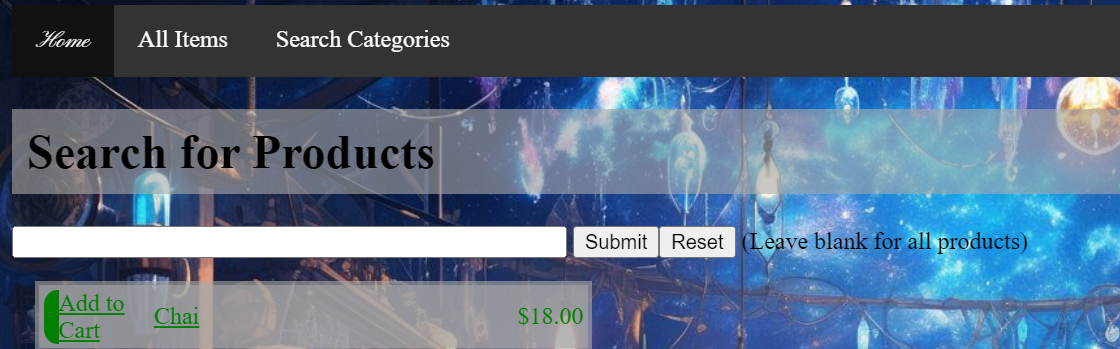 Home All Items Search Categories
Search for Products
Submit Reset (Leave blank for all products)
Add to Cart Chai $18.00